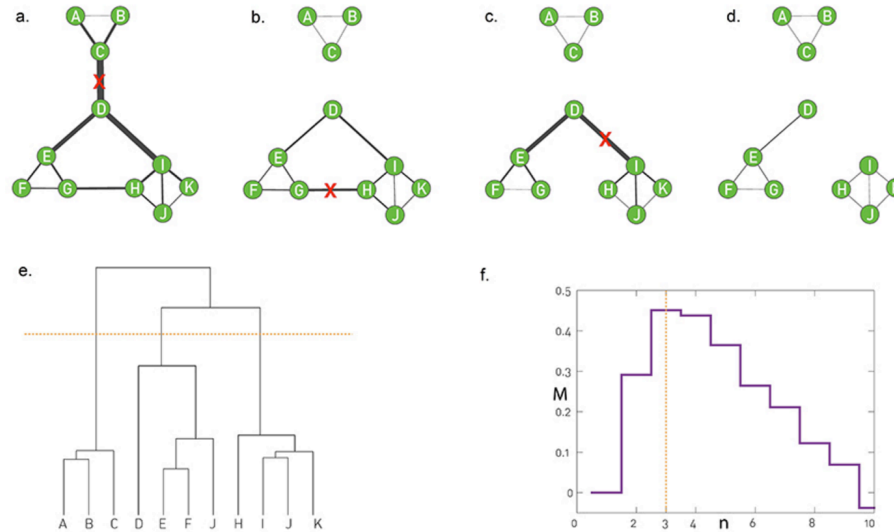 a.
A B
C
X
D
E I
F G H K
J
b.
A B
C
D
E I
F G X H K
J
c.
A B
C
D
X
E I
F G H K
J
d.
A B
C
D
E I
F G H
J
e.
A B C D E F J H I J K
f.
0.5
0.4
0.3
M
0.2
0.1
0
0 2 3 4 6 8 10
n